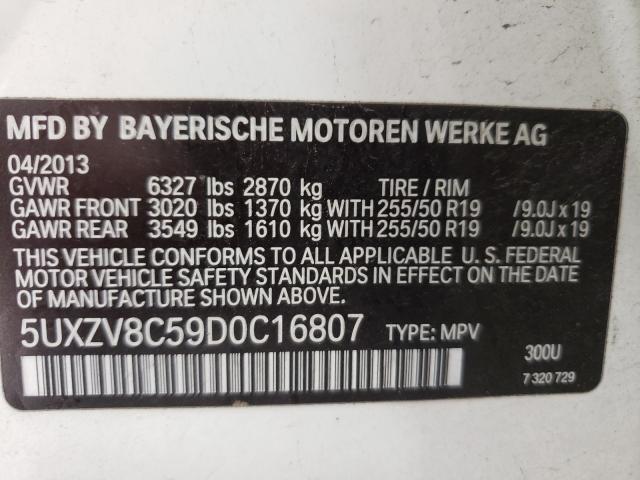 MFD BY BAYERISCHE MOTOREN WERKE AG
04/2013
GVWR 6327 lbs 2870 kg TIRE / RIM
GAWR FRONT 3020 lbs 1370 kg WITH 255/50 R19 /9.0J x 19
GAWR REAR 3549 lbs 1610 kg WITH 255/50 R19 /9.0J x 19
THIS VEHICLE CONFORMS TO ALL APPLICABLE U. S. FEDERAL
MOTOR VEHICLE SAFETY STANDARDS IN EFFECT ON THE DATE
OF MANUFACTURE SHOWN ABOVE.
5UXZV8C59D0C16807 TYPE: MPV
300U
7 320 729